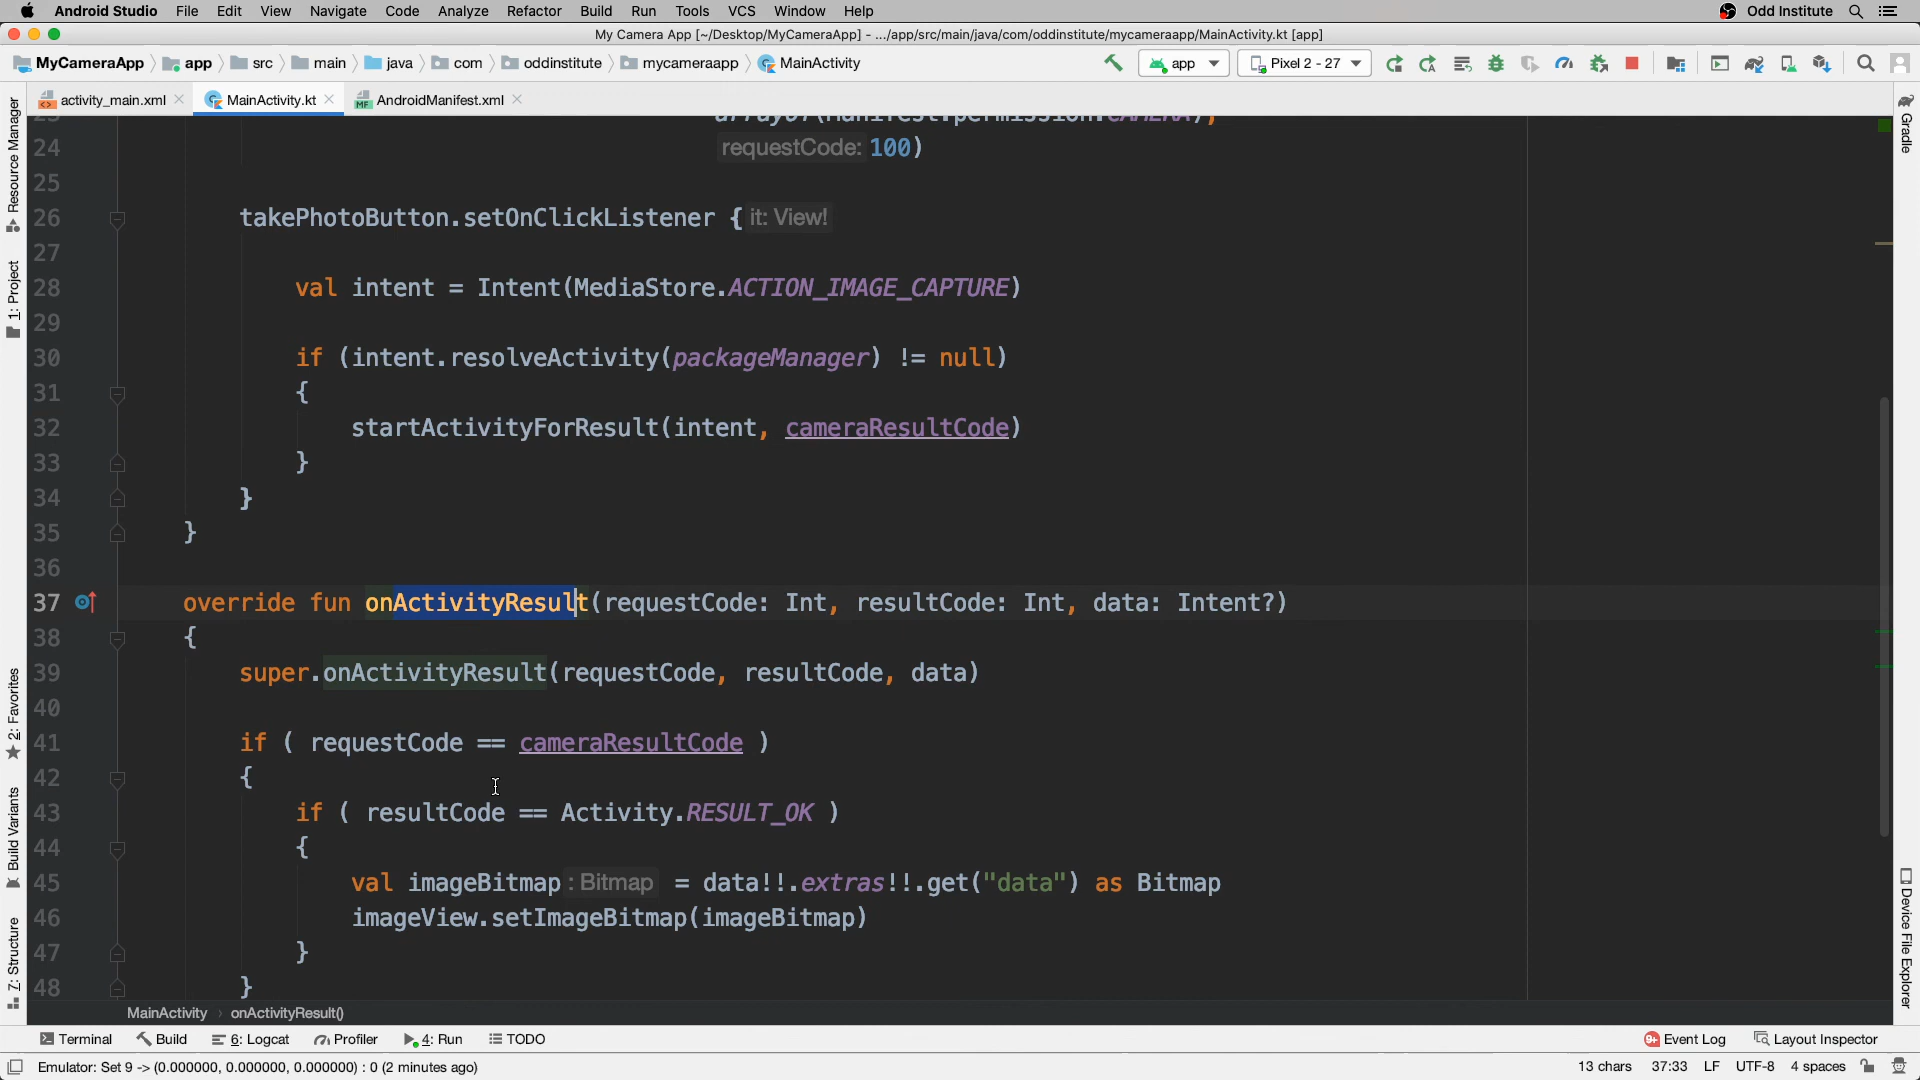 Android Studio File Edit View Navigate Code Analyze Refactor Build Run Tools VCS Window Help Odd Institute
My Camera App [~/Desktop/MyCameraApp] - .../app/src/main/java/com/oddinstitute/mycameraapp/MainActivity.kt [app]
MyCameraApp app src main java com oddinstitute mycameraapp MainActivity app Pixel 2 - 27
activity_main.xml MainActivity.kt AndroidManifest.xml
Resource Manager
1: Project
2: Favorites
Build Variants
7: Structure
23 arrayOf(Manifest.permission.CAMERA),
24 requestCode: 100)
25
26 takePhotoButton.setOnClickListener { it: View!
27
28 val intent = Intent(MediaStore.ACTION_IMAGE_CAPTURE)
29
30 if (intent.resolveActivity(packageManager) != null)
31 {
32 startActivityForResult(intent, cameraResultCode)
33 }
34 }
35 }
36
37 override fun onActivityResult(requestCode: Int, resultCode: Int, data: Intent?)
38 {
39 super.onActivityResult(requestCode, resultCode, data)
40
41 if ( requestCode == cameraResultCode )
42 {
43 if ( resultCode == Activity.RESULT_OK )
44 {
45 val imageBitmap : Bitmap = data!!.extras!!.get("data") as Bitmap
46 imageView.setImageBitmap(imageBitmap)
47 }
48 }
Gradle
Device File Explorer
MainActivity › onActivityResult()
Terminal Build 6: Logcat Profiler 4: Run TODO 9+ Event Log Layout Inspector
Emulator: Set 9 -> (0.000000, 0.000000, 0.000000) : 0 (2 minutes ago) 13 chars 37:33 LF UTF-8 4 spaces